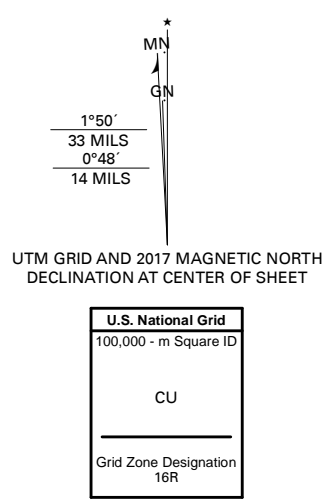 ★
MN
GN
1°50´
33 MILS
0°48´
14 MILS
UTM GRID AND 2017 MAGNETIC NORTH
DECLINATION AT CENTER OF SHEET
U.S. National Grid
100,000 - m Square ID
CU
Grid Zone Designation
16R